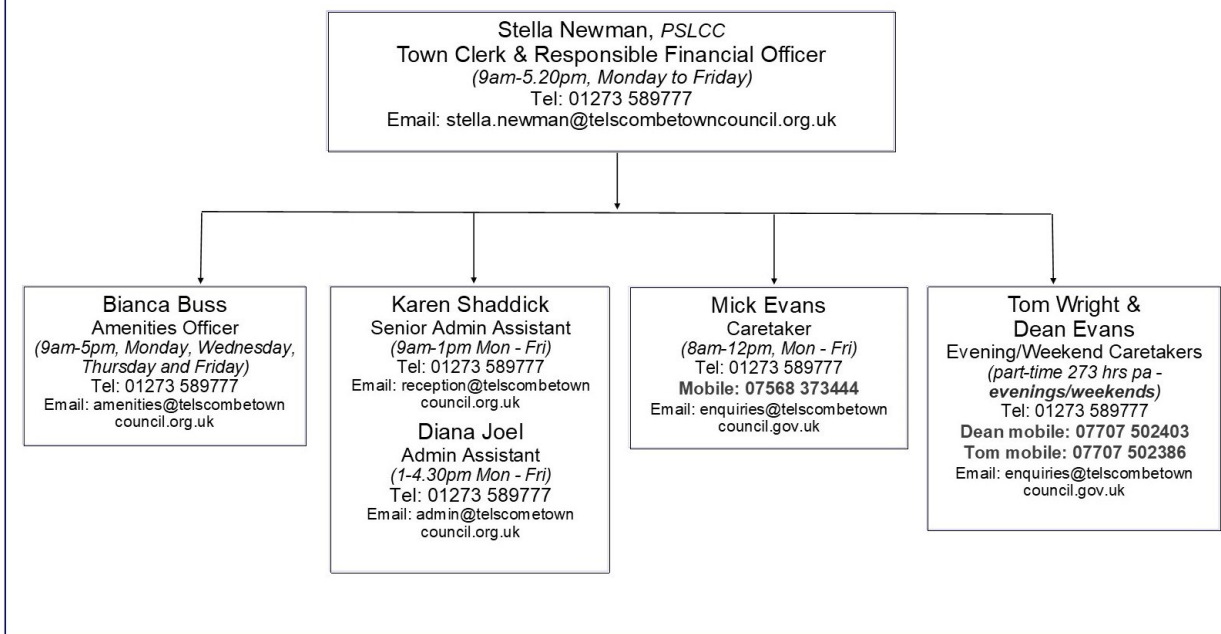 Stella Newman, PSLCC
Town Clerk & Responsible Financial Officer
(9am-5.20pm, Monday to Friday)
Tel: 01273 589777
Email: stella.newman@telscombetowncouncil.org.uk
Bianca Buss
Amenities Officer
(9am-5pm, Monday, Wednesday,
Thursday and Friday)
Tel: 01273 589777
Email: amenities@telscombetown
council.org.uk
Karen Shaddick
Senior Admin Assistant
(9am-1pm Mon - Fri)
Tel: 01273 589777
Email: reception@telscombetown
council.org.uk
Diana Joel
Admin Assistant
(1-4.30pm Mon - Fri)
Tel: 01273 589777
Email: admin@telscometown
council.org.uk
Mick Evans
Caretaker
(8am-12pm, Mon - Fri)
Tel: 01273 589777
Mobile: 07568 373444
Email: enquiries@telscombetown
council.gov.uk
Tom Wright &
Dean Evans
Evening/Weekend Caretakers
(part-time 273 hrs pa -
evenings/weekends)
Tel: 01273 589777
Dean mobile: 07707 502403
Tom mobile: 07707 502386
Email: enquiries@telscombetown
council.gov.uk